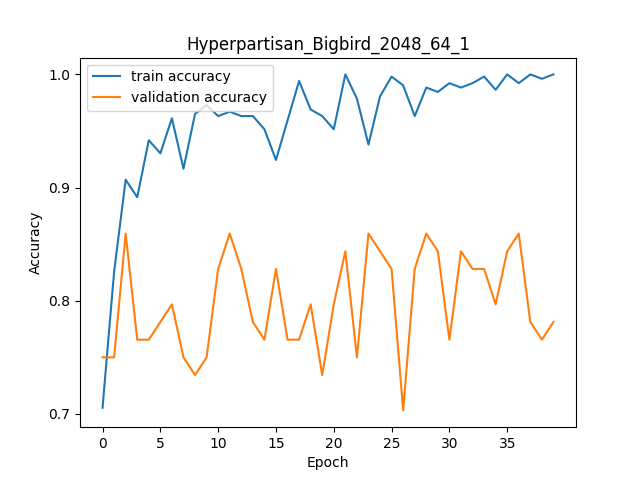 Hyperpartisan_Bigbird_2048_64_1
train accuracy
validation accuracy
1.0
0.9
0.8
0.7
Accuracy
0 5 10 15 20 25 30 35
Epoch